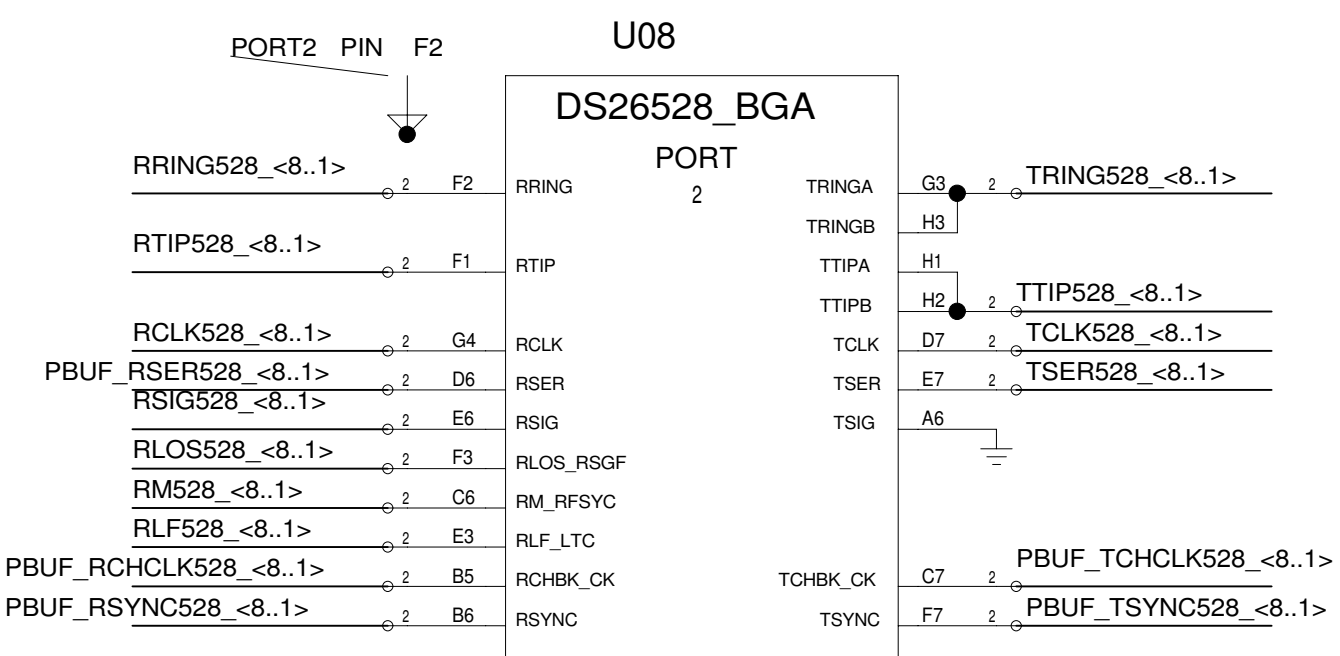 U08
PORT2 PIN F2
DS26528_BGA
PORT
2
RRING528_<8..1> 2 F2 RRING TRINGA G3 2 TRING528_<8..1>
TRINGB H3
RTIP528_<8..1> 2 F1 RTIP TTIPA H1
TTIPB H2 2 TTIP528_<8..1>
RCLK528_<8..1> 2 G4 RCLK TCLK D7 2 TCLK528_<8..1>
PBUF_RSER528_<8..1> 2 D6 RSER TSER E7 2 TSER528_<8..1>
RSIG528_<8..1> 2 E6 RSIG TSIG A6
RLOS528_<8..1> 2 F3 RLOS_RSGF
RM528_<8..1> 2 C6 RM_RFSYC
RLF528_<8..1> 2 E3 RLF_LTC
PBUF_RCHCLK528_<8..1> 2 B5 RCHBK_CK TCHBK_CK C7 2 PBUF_TCHCLK528_<8..1>
PBUF_RSYNC528_<8..1> 2 B6 RSYNC TSYNC F7 2 PBUF_TSYNC528_<8..1>